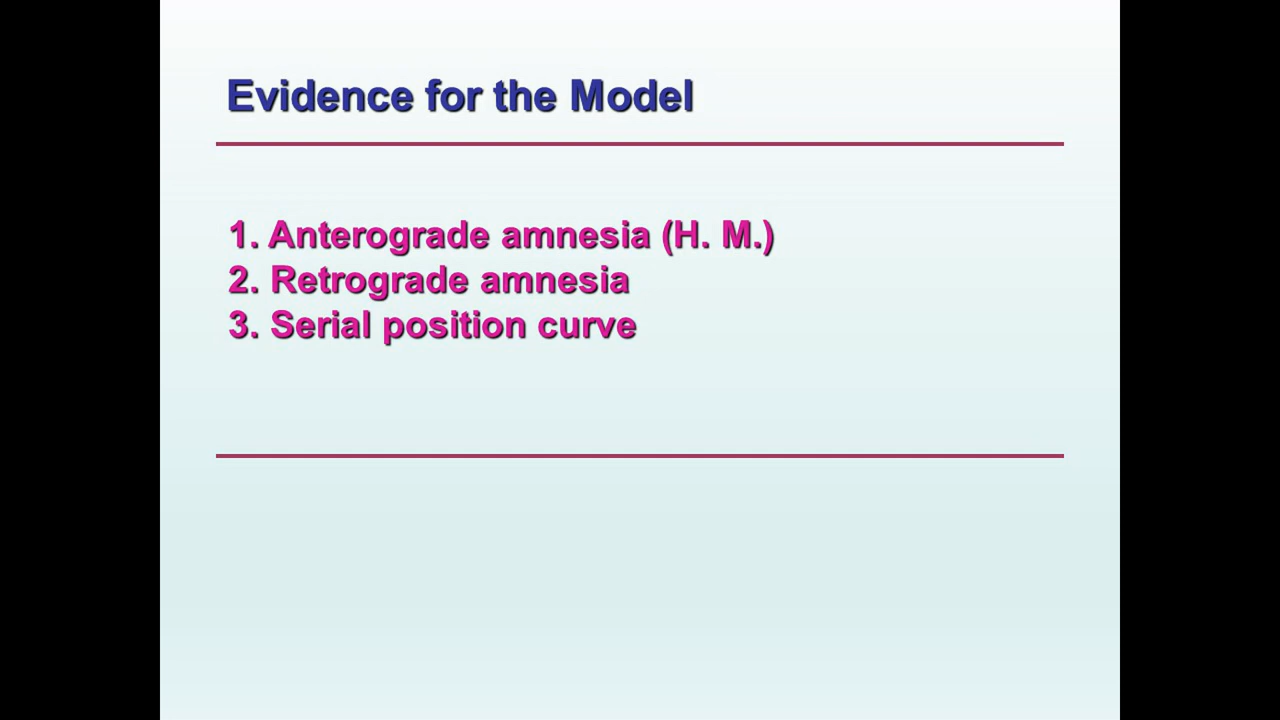 Evidence for the Model
1. Anterograde amnesia (H. M.)
2. Retrograde amnesia
3. Serial position curve